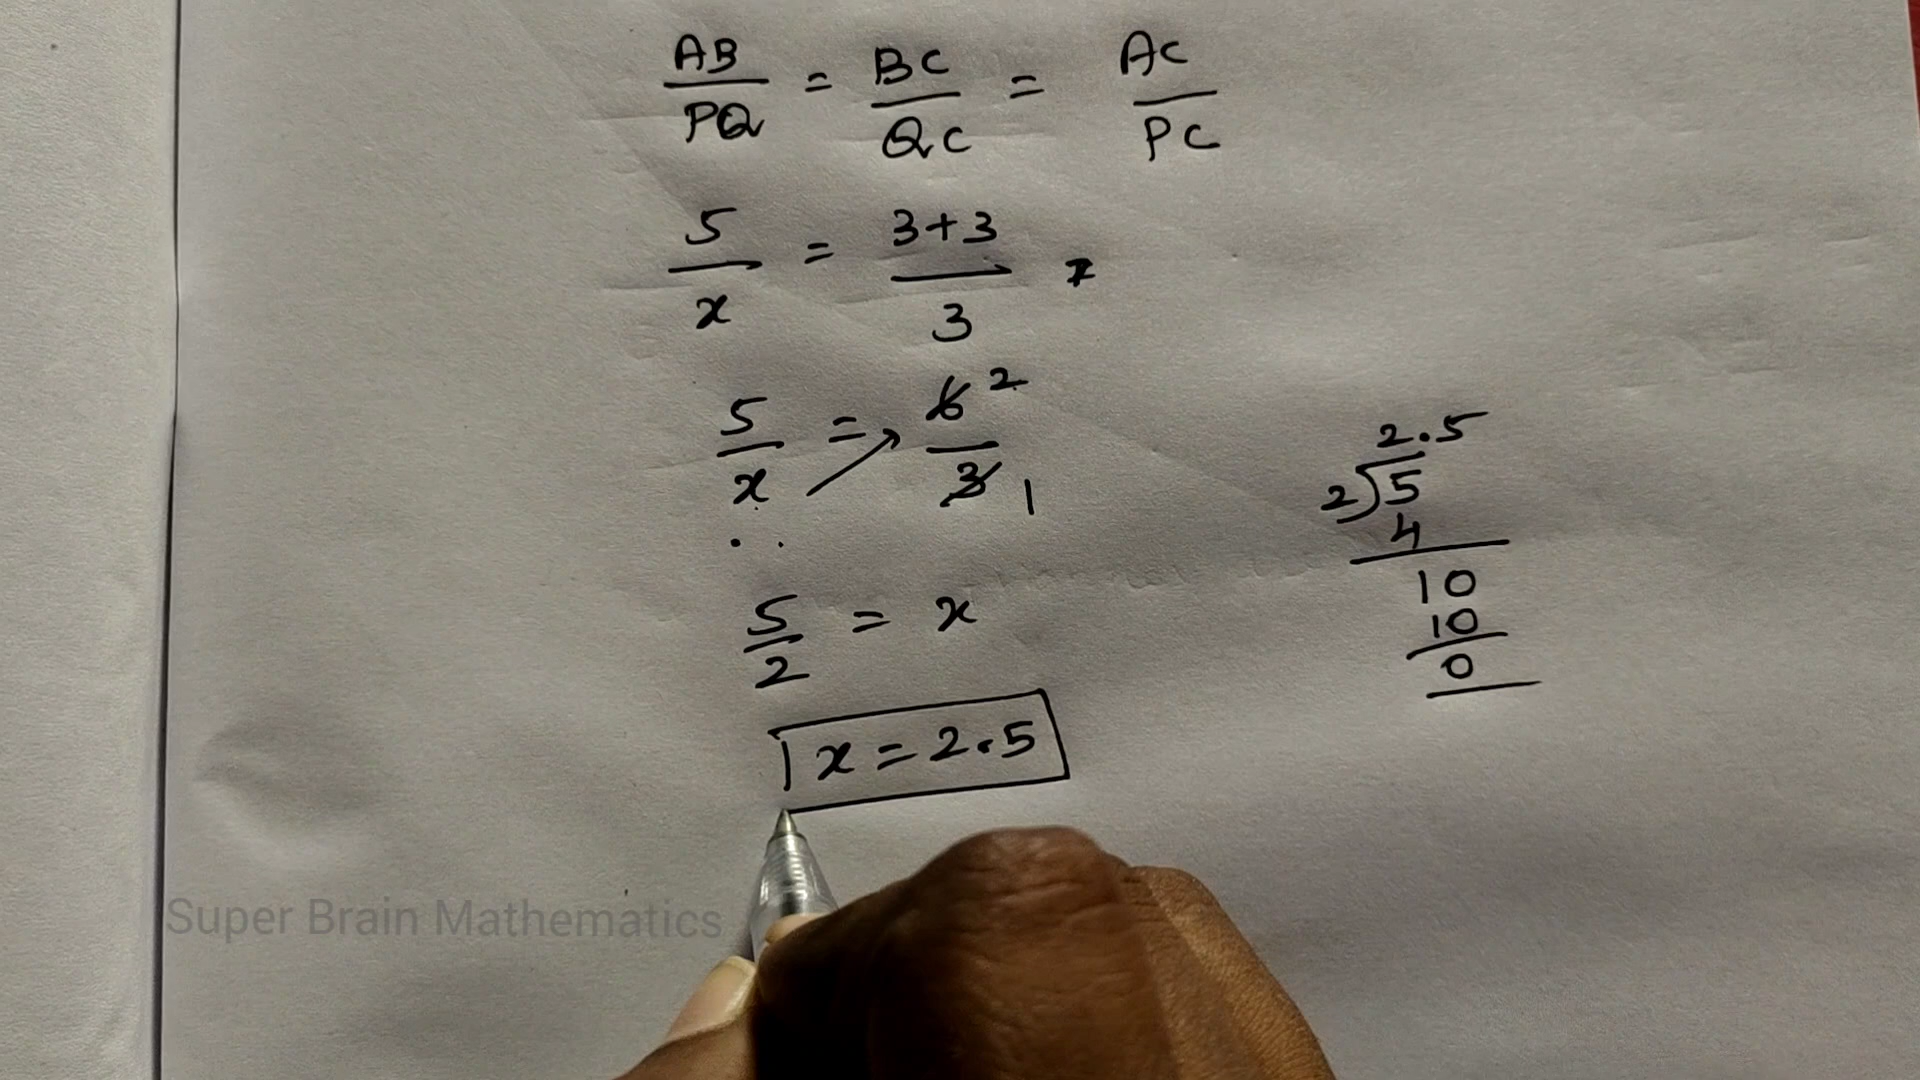 AB/PQ = BC/QC = AC/PC
5/x = 3+3/3
5/x = 6/3 2 1
5/2 = x
x = 2.5
2.5
2)5
4
10
10
0
Super Brain Mathematics